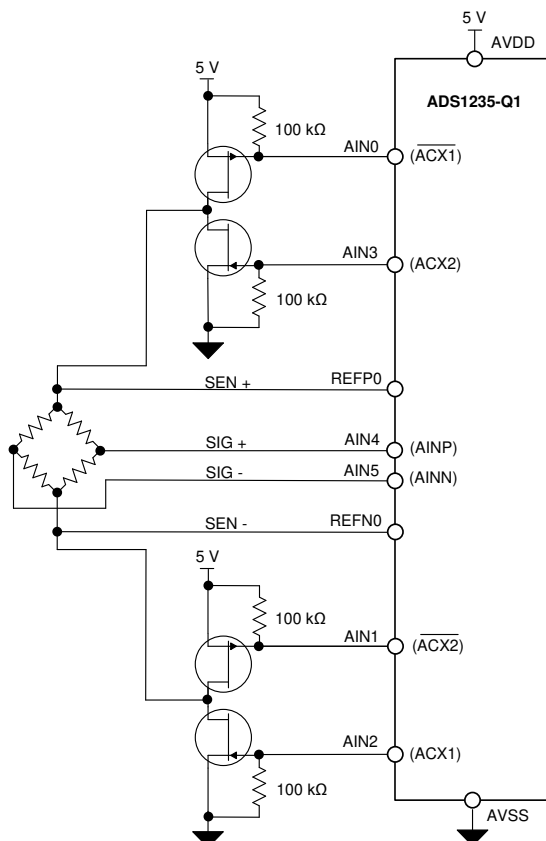 5 V
AVDD
5 V
ADS1235-Q1
100 kΩ
AIN0
(ACX1)
AIN3
(ACX2)
100 kΩ
SEN +
REFP0
SIG +
AIN4
(AINP)
SIG -
AIN5
(AINN)
SEN -
REFN0
5 V
100 kΩ
AIN1
(ACX2)
AIN2
(ACX1)
100 kΩ
AVSS